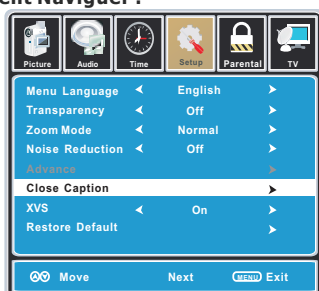 ent Naviguer :
Picture Audio Time Setup Parental TV
Menu Language English
Transparency Off
Zoom Mode Normal
Noise Reduction Off
Advance
Close Caption
XVS On
Restore Default
Move Next MENU Exit